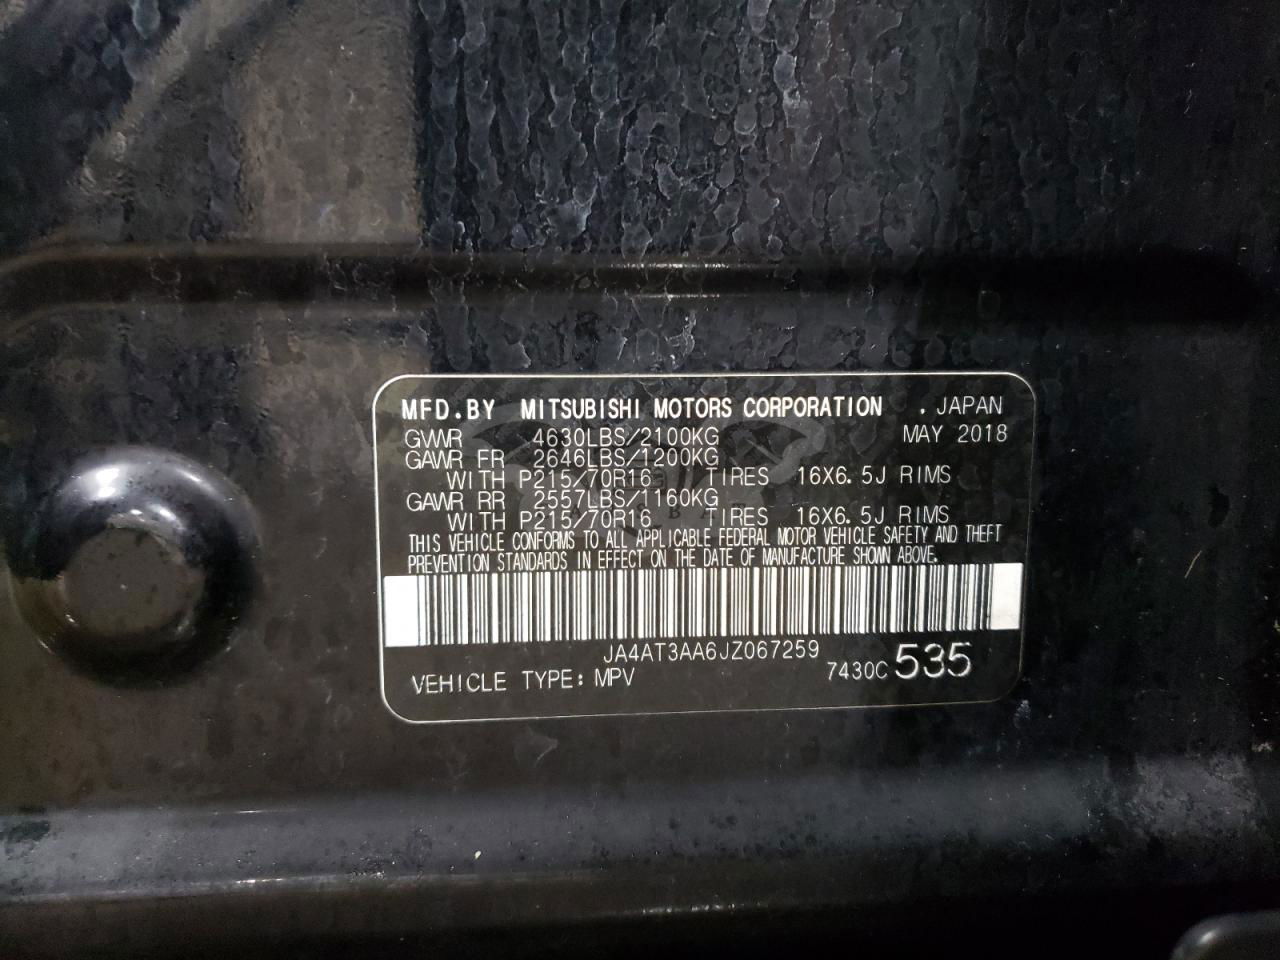 MFD.BY MITSUBISHI MOTORS CORPORATION . JAPAN
GVWR 4630LBS/2100KG MAY 2018
GAWR FR 2646LBS/1200KG
WITH P215/70R16 TIRES 16X6.5J RIMS
GAWR RR 2557LBS/1160KG
WITH P215/70R16 TIRES 16X6.5J RIMS
THIS VEHICLE CONFORMS TO ALL APPLICABLE FEDERAL MOTOR VEHICLE SAFETY AND THEFT
PREVENTION STANDARDS IN EFFECT ON THE DATE OF MANUFACTURE SHOWN ABOVE.
JA4AT3AA6JZ067259
VEHICLE TYPE: MPV 7430C 535